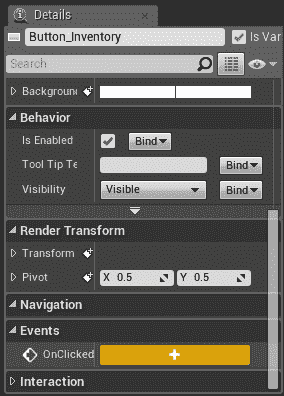 Details
Button_Inventory
Is Var
Search
Backgroun
Behavior
Is Enabled Bind
Tool Tip Te Bind
Visibility Visible Bind
Render Transform
Transform
Pivot X 0.5 Y 0.5
Navigation
Events
OnClicked +
Interaction